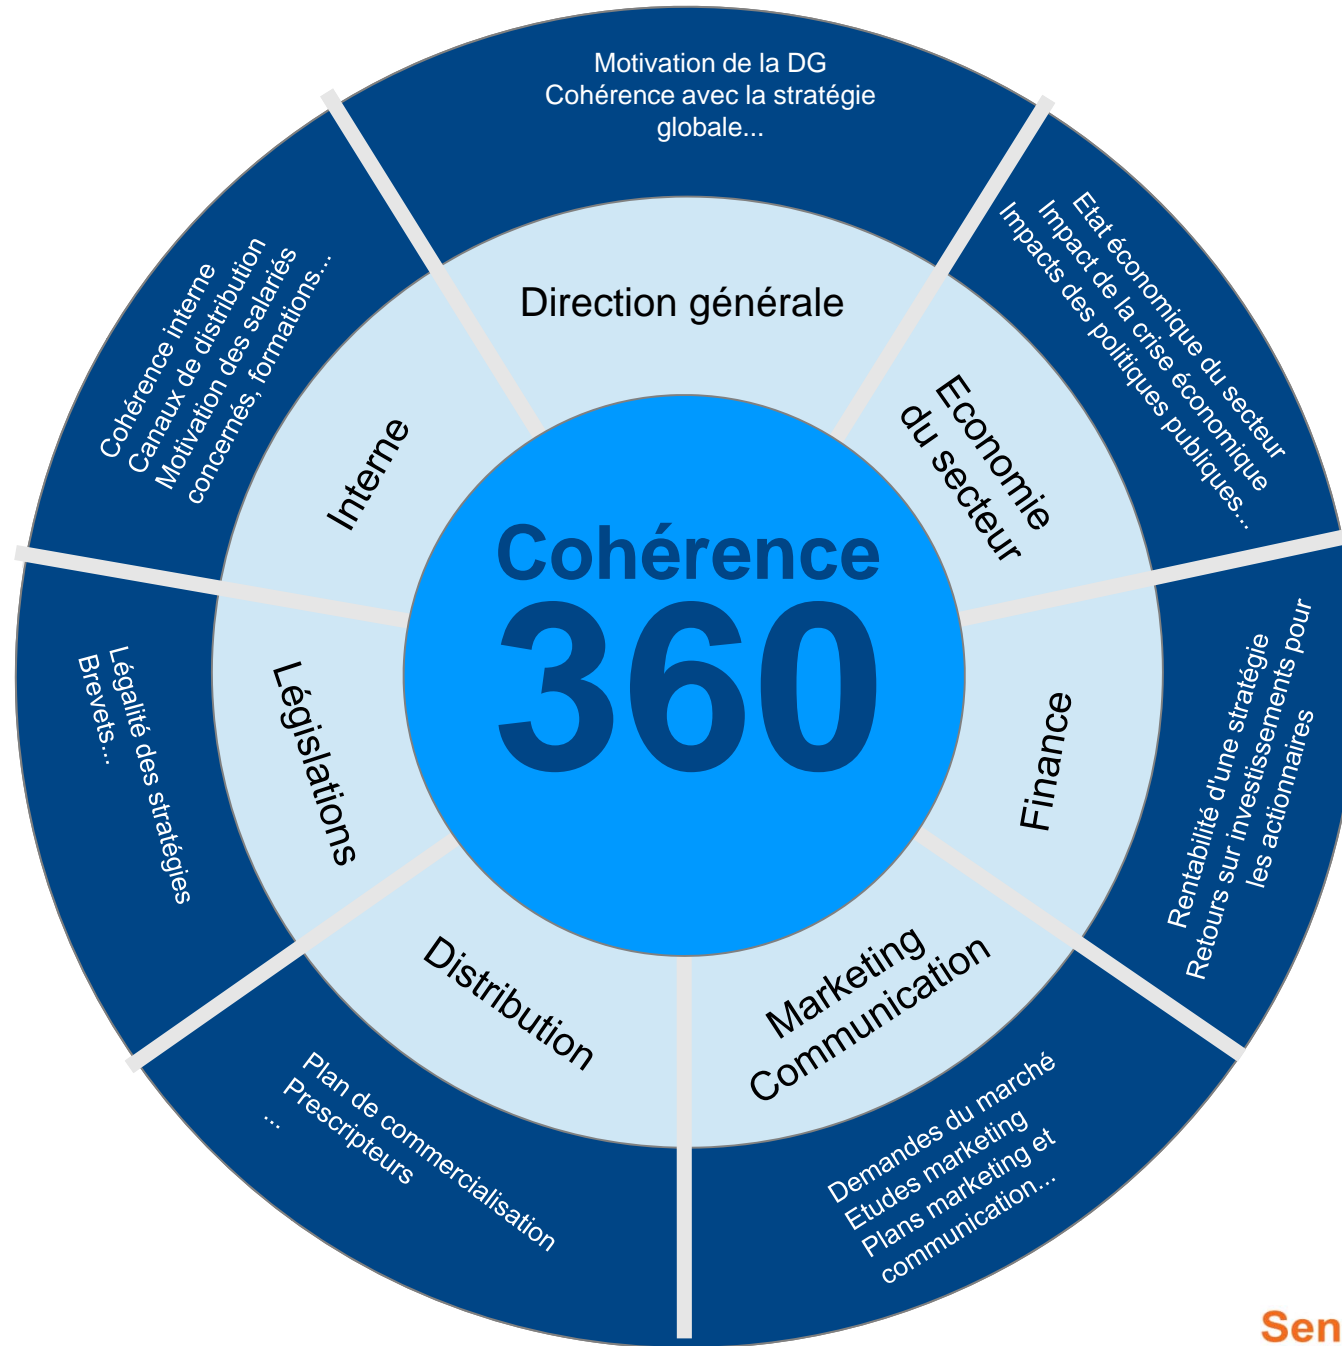 Motivation de la DG
Cohérence avec la stratégie
globale...
Direction générale
Etat économique du secteur
Impact de la crise économique
Impacts des politiques publiques...
Economie
du secteur
Rentabilité d'une stratégie
Retours sur investissements pour
les actionnaires
Finance
Marketing
Communication
Demandes du marché
Etudes marketing
Plans marketing et
communication...
Distribution
Plan de commercialisation
Prescripteurs
...
Législations
Légalité des stratégies
Brevets...
Interne
Cohérence interne
Canaux de distribution
Motivation des salariés
concernés, formations...
Cohérence
360
Sen